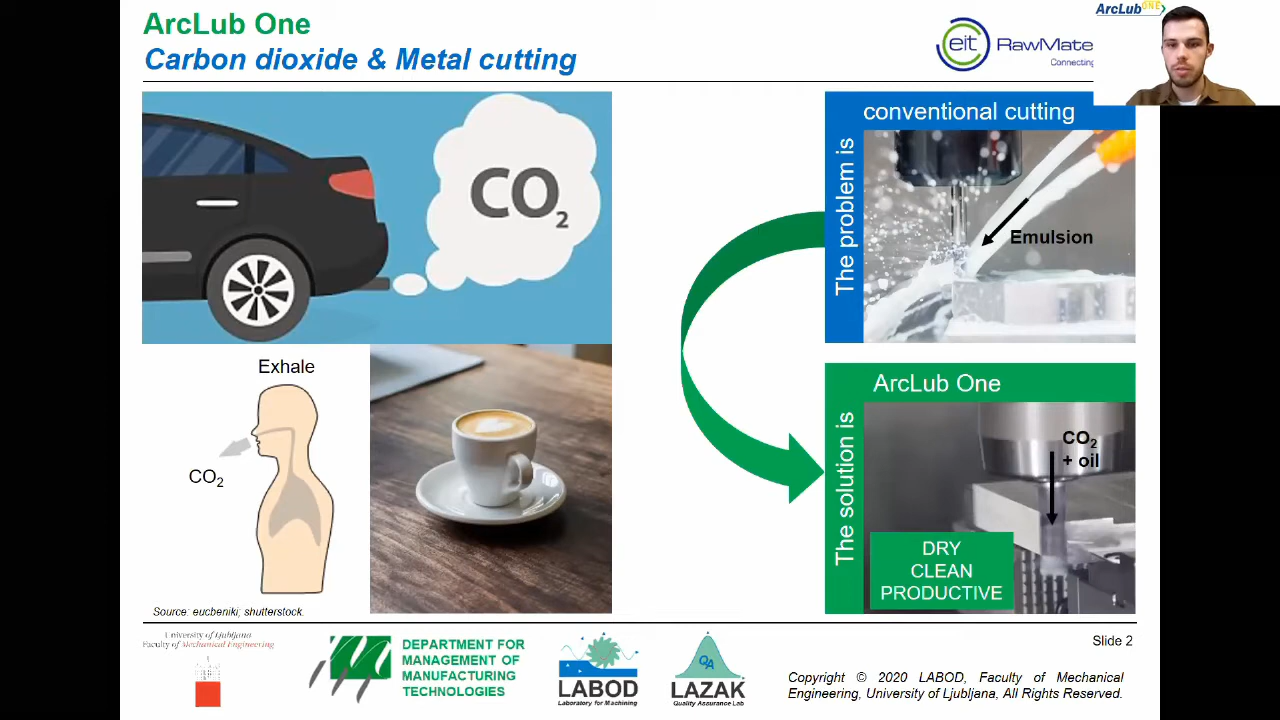 ArcLub One
Carbon dioxide & Metal cutting
eit RawMate
Connecting
ArcLub ONE
CO2
Exhale
CO2
Source: eucbeniki; shutterstock.
The problem is
conventional cutting
Emulsion
The solution is
ArcLub One
CO2
+ oil
DRY
CLEAN
PRODUCTIVE
University of Ljubljana
Faculty of Mechanical Engineering
DEPARTMENT FOR
MANAGEMENT OF
MANUFACTURING
TECHNOLOGIES
LABOD
Laboratory for Machining
QA
LAZAK
Quality Assurance Lab
Slide 2
Copyright © 2020 LABOD, Faculty of Mechanical
Engineering, University of Ljubljana, All Rights Reserved.